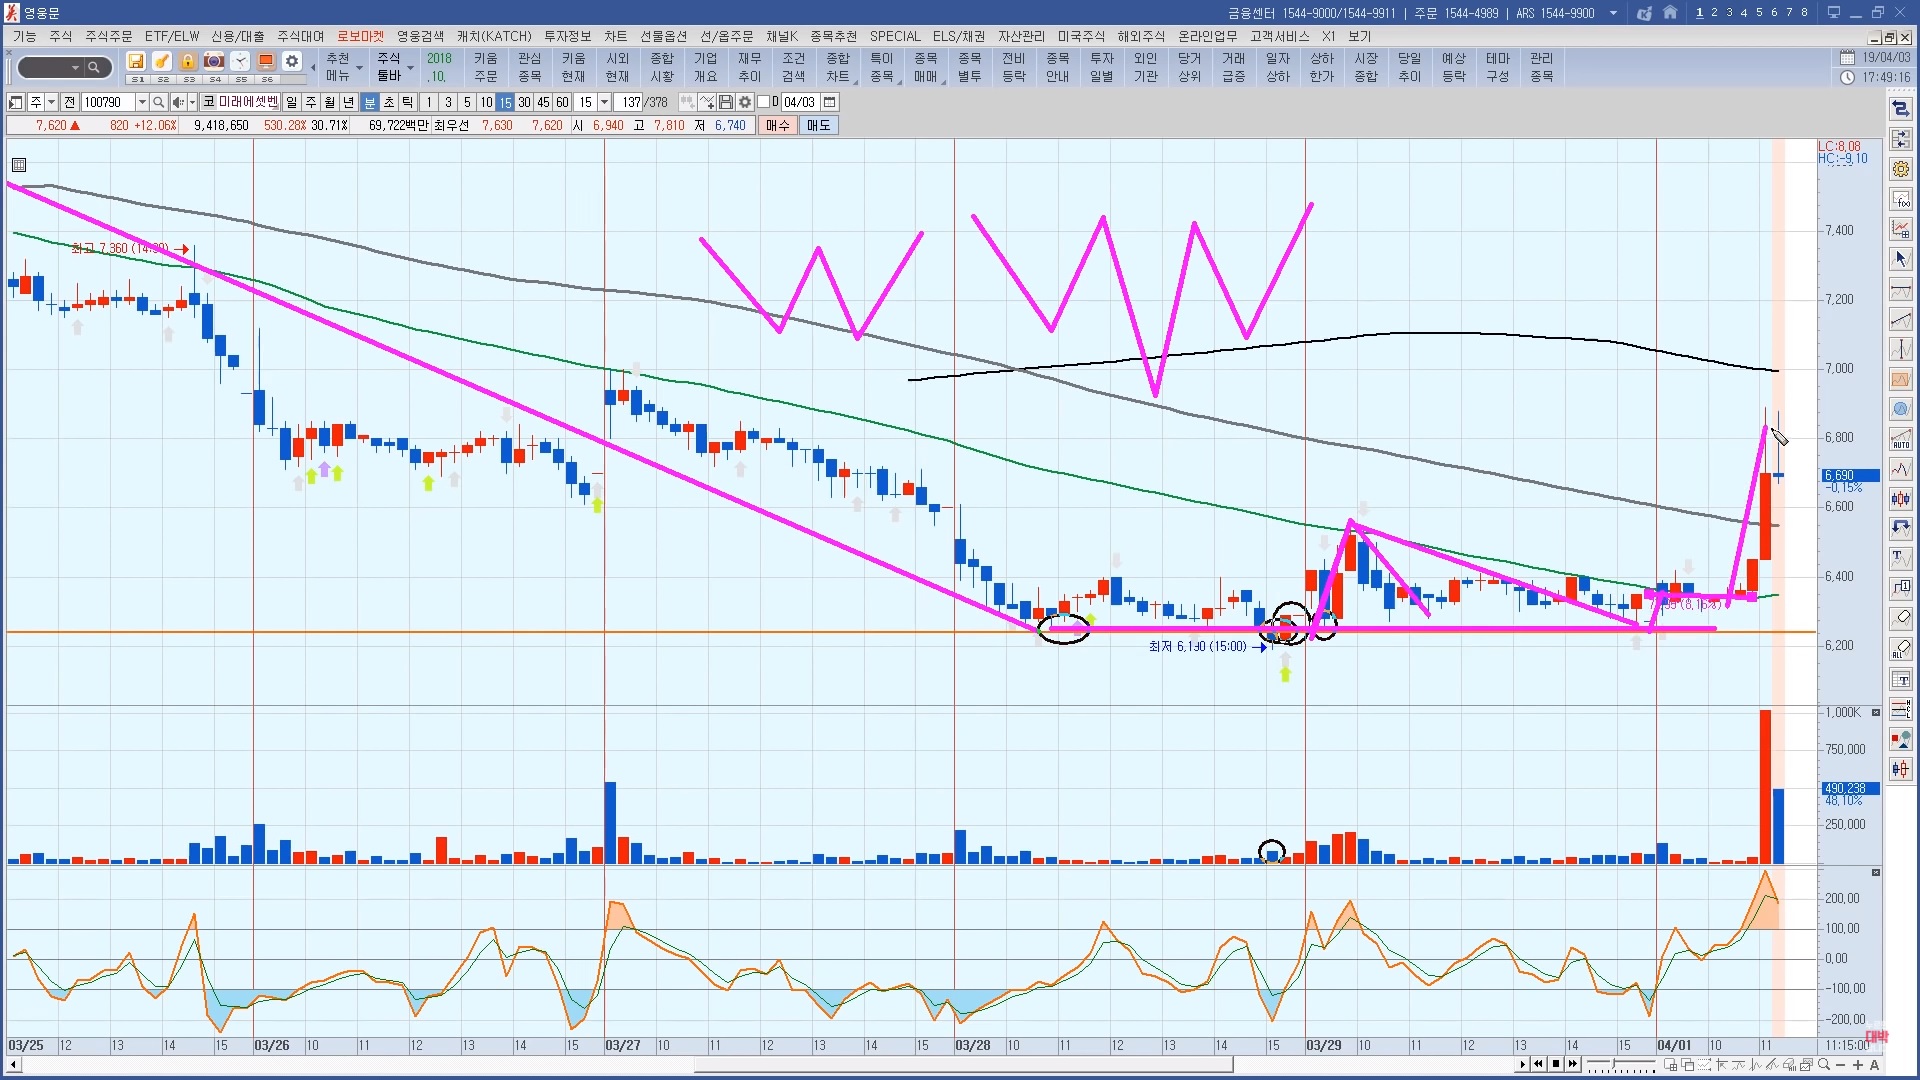 영웅문
금융센터 1544-9000/1544-9911 | 주문 1544-4989 | ARS 1544-9900
1 2 3 4 5 6 7 8
기능 주식 주식주문 ETF/ELW 신용/대출 주식대여 로보마켓 영웅검색 캐치(KATCH) 투자정보 차트 선물옵션 선/옵주문 채널K 종목추천 SPECIAL ELS/채권 자산관리 미국주식 해외주식 온라인업무 고객서비스 X1 보기
추천 주식 2018 키움 관심 키움 시외 종합 기업 재무 조건 종합 특이 종목 종목 전비 종목 투자 외인 당거 거래 일자 상하 시장 당일 예상 테마 관리
메뉴 툴바 .10. 주문 종목 현재 현재 시황 개요 추이 검색 차트 종목 매매 별투 등락 안내 일별 기관 상위 급증 상하 한가 종합 추이 등락 구성 종목
S1 S2 S3 S4 S5 S6
19/04/03
17:49:16
주 전 100790 코 미래에셋벤 일 주 월 년 분 초 틱 1 3 5 10 15 30 45 60 15 137 /378 D 04/03
7,620 ▲ 820 +12.06% 9,418,650 530.28% 30.71% 69,722백만 최우선 7,630 7,620 시 6,940 고 7,810 저 6,740 매수 매도
LC:8,08
HC:-9,10
최고 7,360
7,400
7,200
7,000
6,800
6,690
-0,15%
6,600
6,400
6,200
최저 6,190 (15:00) →
1,000K
750,000
490,238
48,10%
250,000
200,00
100,00
0,00
-100,00
-200,00
03/25 12 13 14 15 03/26 10 11 12 13 14 15 03/27 10 11 12 13 14 15 03/28 10 11 12 13 14 15 03/29 10 11 12 13 14 15 04/01 10 11 11:15:00
대박
AUTO
ALL
A